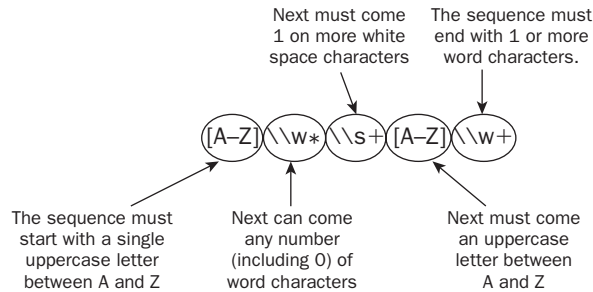 Next must come
1 on more white
space characters
The sequence must
end with 1 or more
word characters.
[A–Z] \\w* \\s+ [A–Z] \\w+
The sequence must
start with a single
uppercase letter
between A and Z
Next can come
any number
(including 0) of
word characters
Next must come
an uppercase
letter between
A and Z